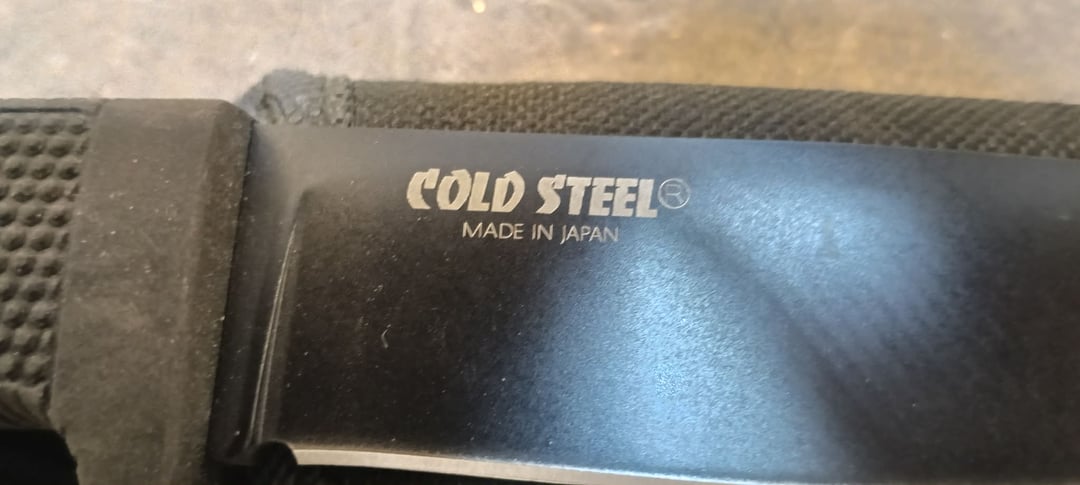 COLD STEEL®
MADE IN JAPAN